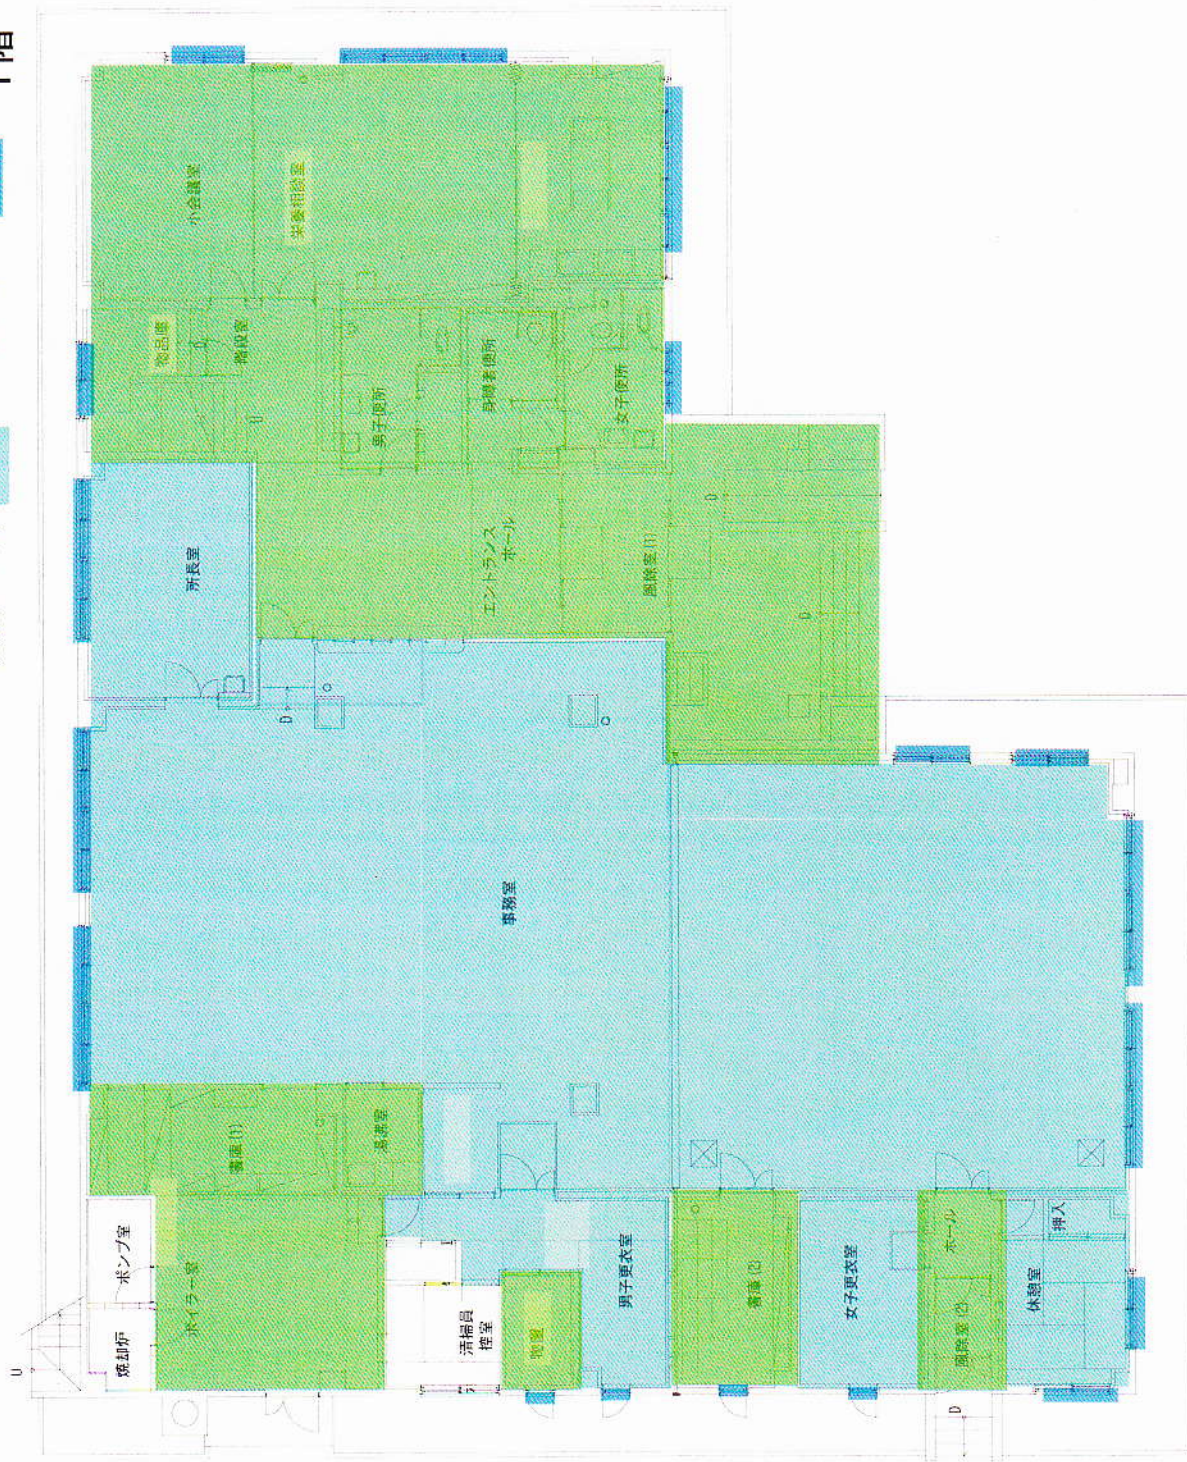 1階
小会議室
栄養相談室
物品庫
D
階段室
U
男子便所
身障者便所
女子便所
所長室
エントランス
ホール
風除室(1)
D
D
D
事務室
書庫(1)
湯沸室
ポンプ室
ボイラー室
焼却炉
U
清掃員
控室
物置
男子更衣室
書庫(2)
女子更衣室
ホール
風除室(2)
押入
休憩室
D